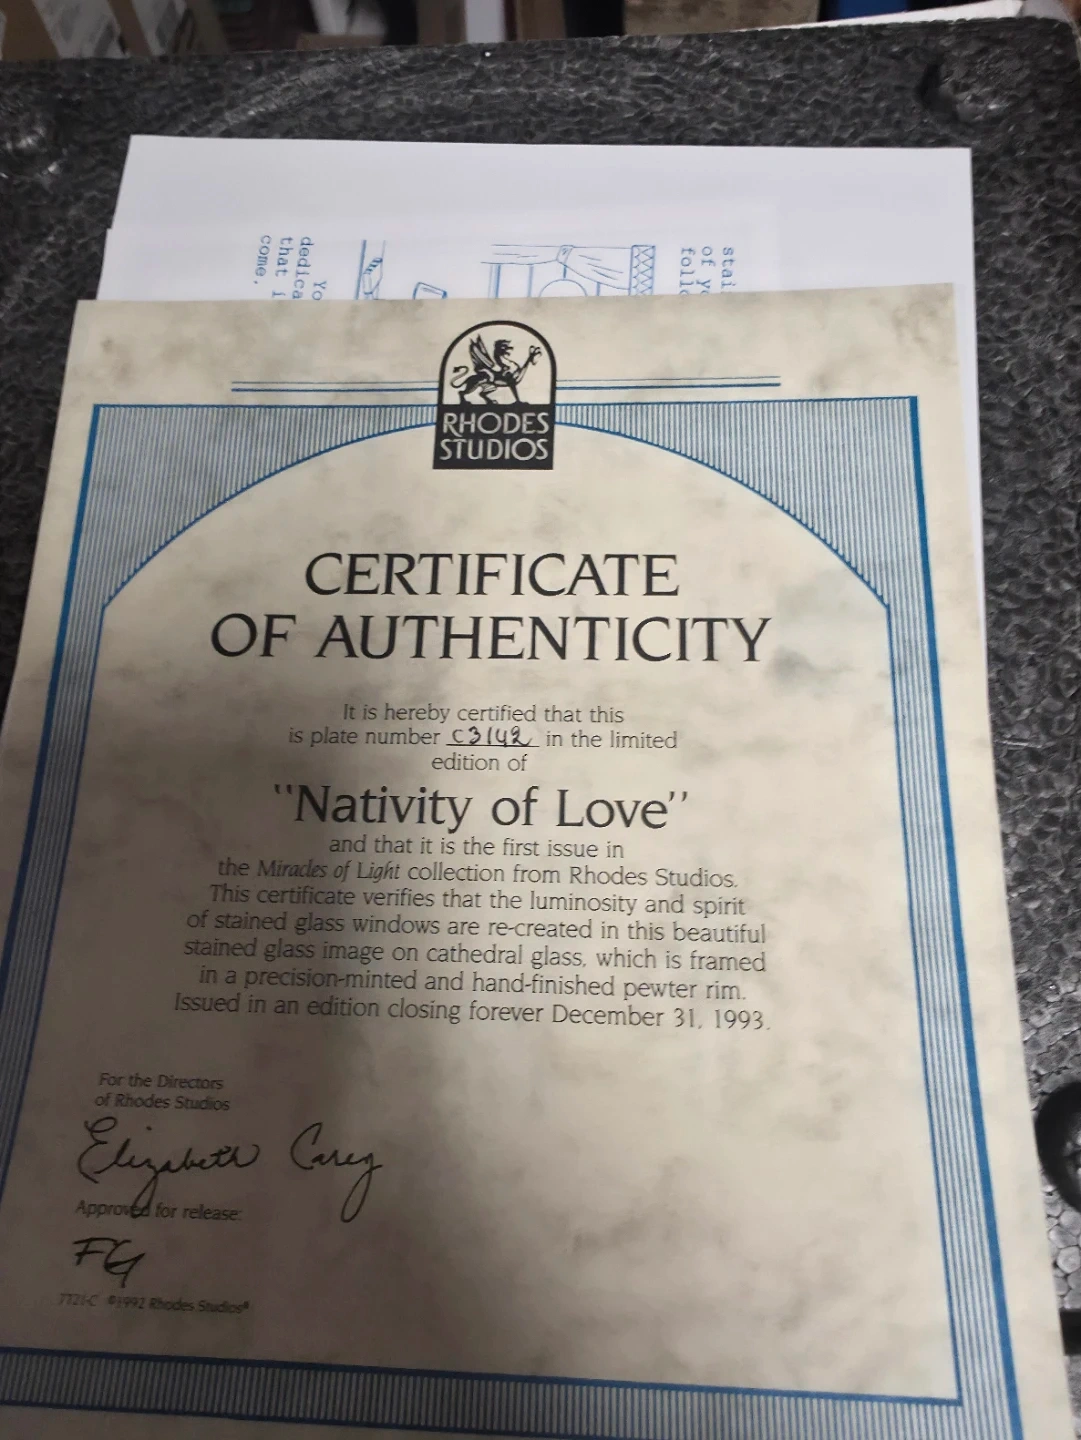 stai
of yo
foll
Yo
dedica
that i
come.
RHODES
STUDIOS
CERTIFICATE
OF AUTHENTICITY
It is hereby certified that this
is plate number C3142 in the limited
edition of
"Nativity of Love"
and that it is the first issue in
the Miracles of Light collection from Rhodes Studios.
This certificate verifies that the luminosity and spirit
of stained glass windows are re-created in this beautiful
stained glass image on cathedral glass, which is framed
in a precision-minted and hand-finished pewter rim.
Issued in an edition closing forever December 31, 1993.
For the Directors
of Rhodes Studios
Elizabeth Carey
Approved for release:
FG
7121-C ©1992 Rhodes Studios®